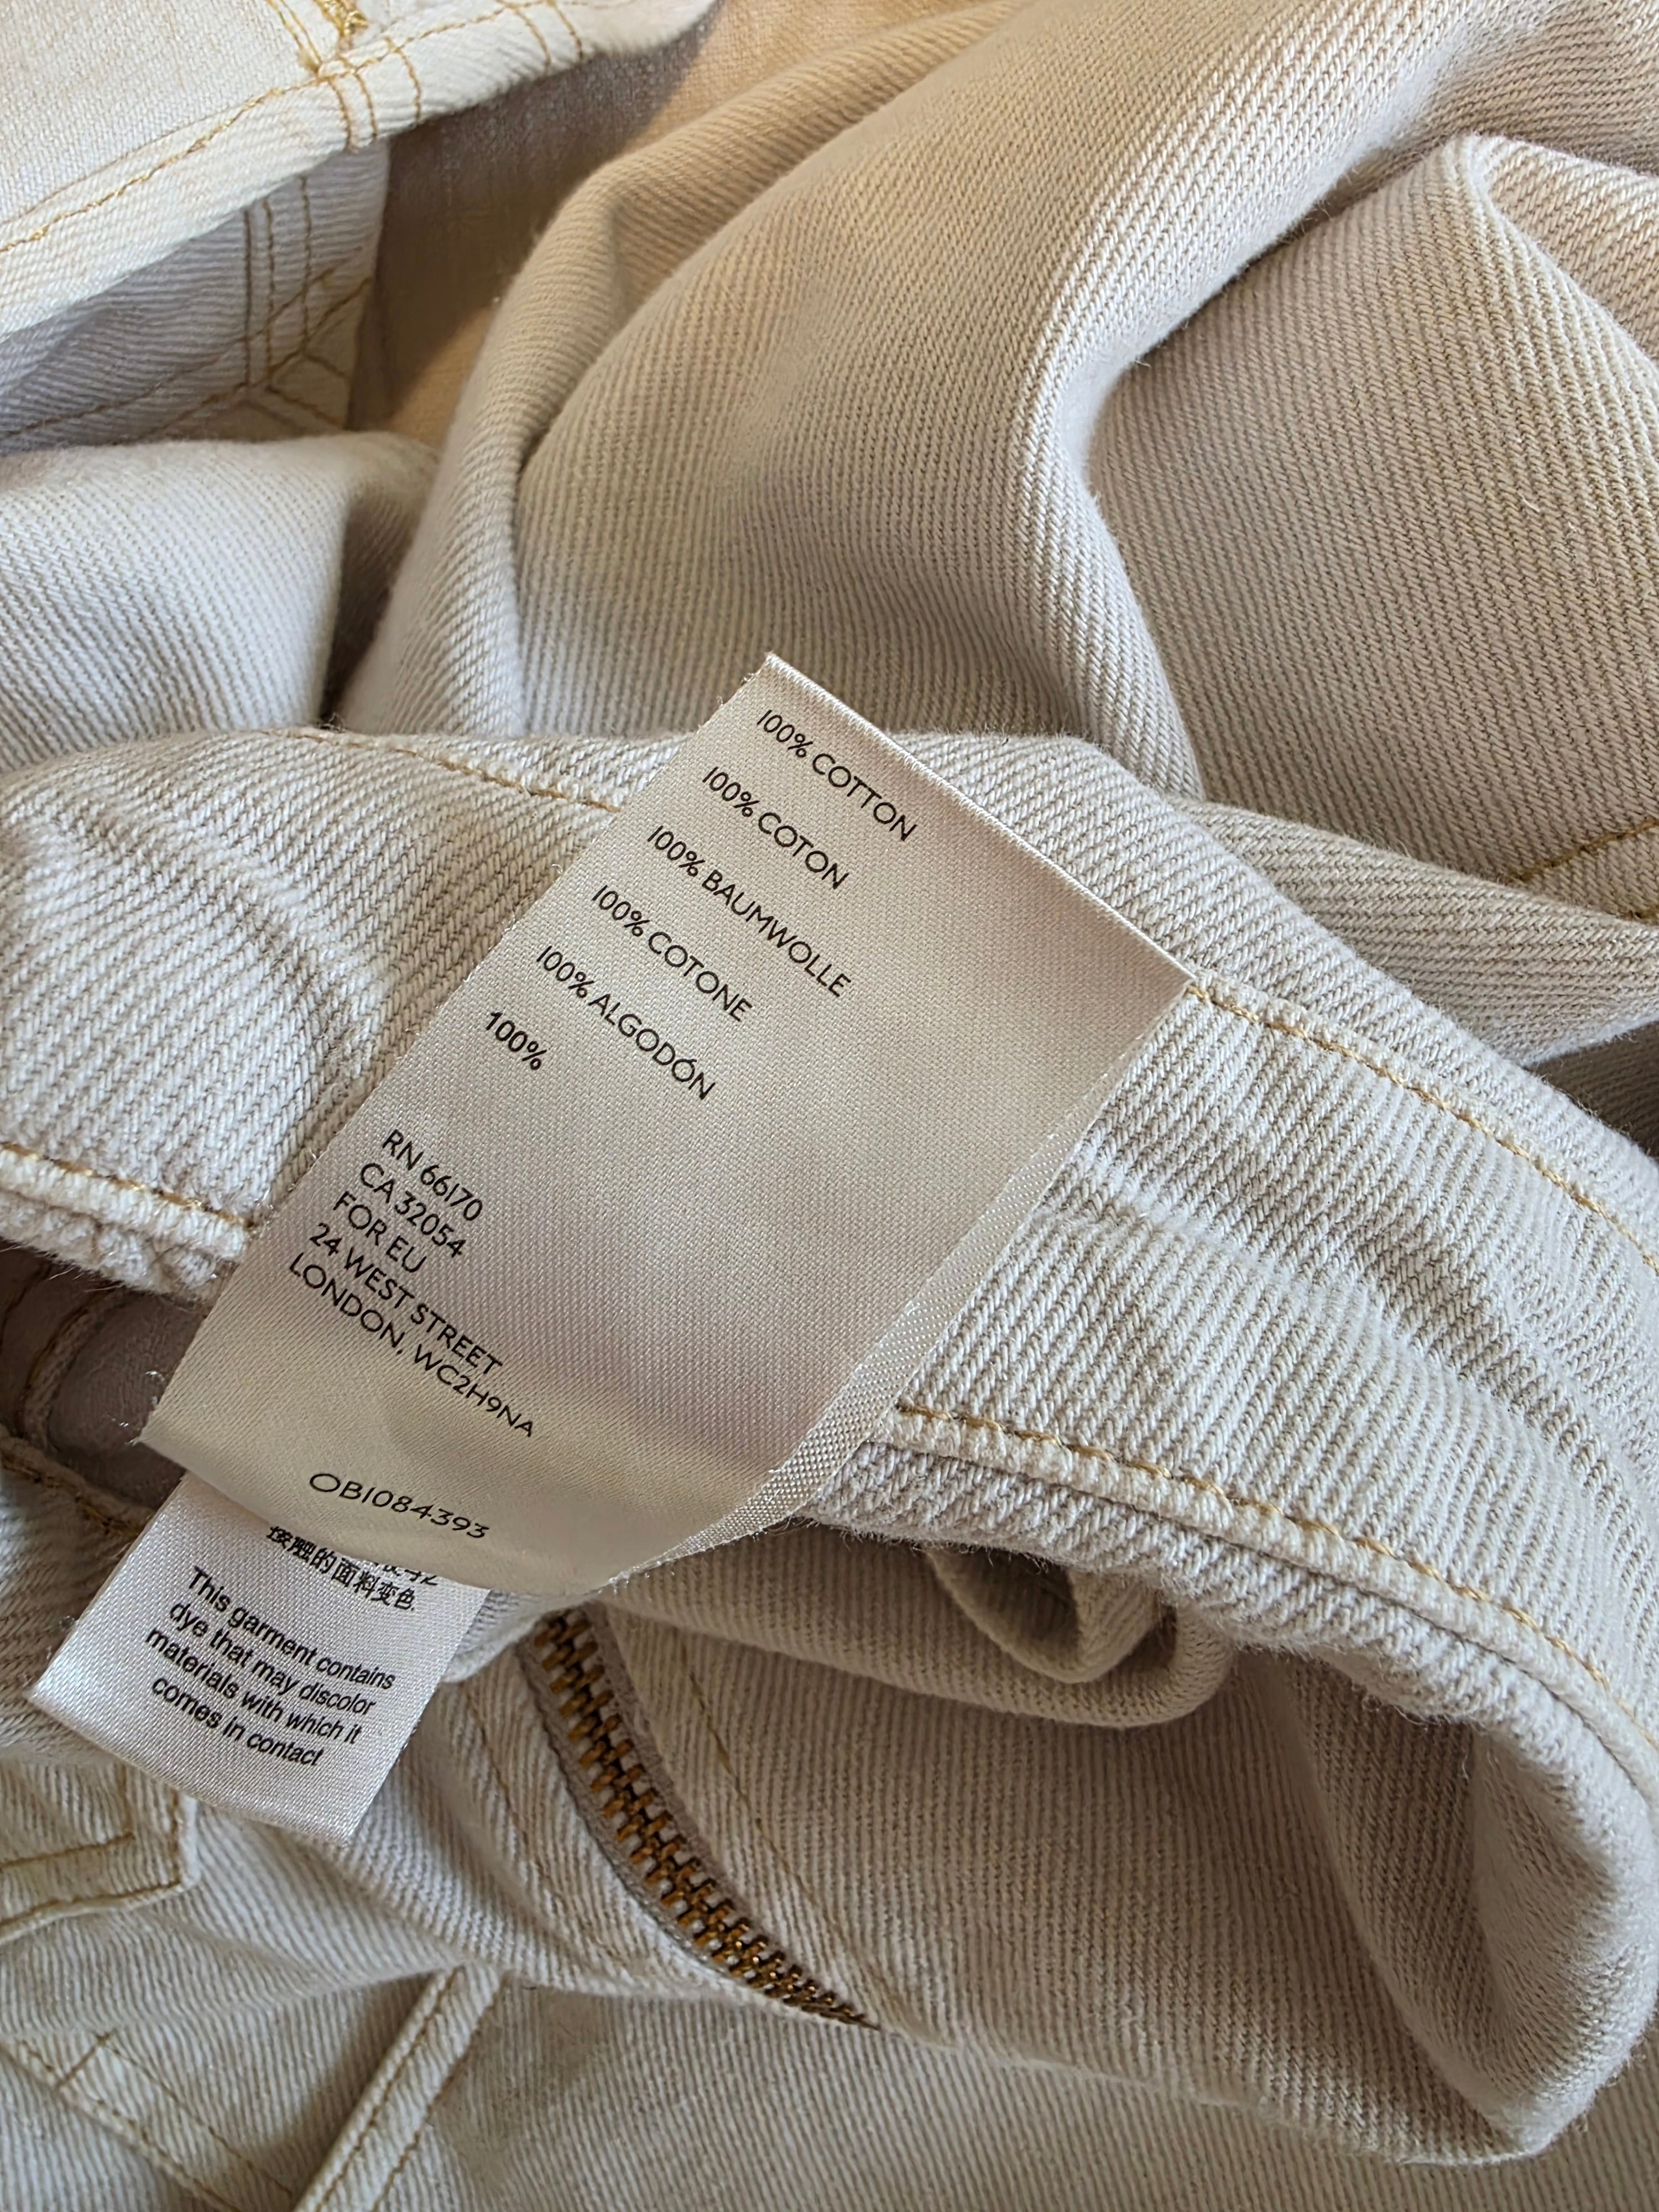 100% COTTON
100% COTON
100% BAUMWOLLE
100% COTONE
100% ALGODÓN
100%
RN 66170
CA 32054
FOR EU
24 WEST STREET
LONDON, WC2H9NA
OB1084393
接触的面料变色
This garment contains
dye that may discolor
materials with which it
comes in contact